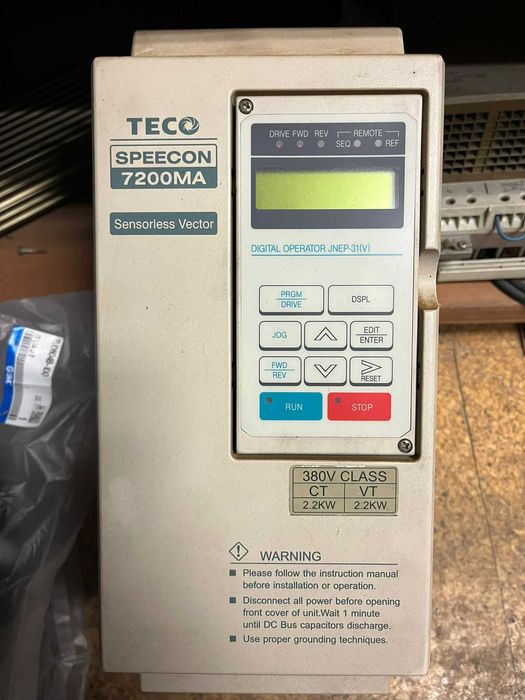 TECO
SPEECON
7200MA
Sensorless Vector
DRIVE FWD REV REMOTE
SEQ REF
DIGITAL OPERATOR JNEP-31(V)
PRGM
DRIVE
DSPL
JOG
EDIT
ENTER
FWD
REV
RESET
RUN
STOP
380V CLASS
CT VT
2.2KW 2.2KW
WARNING
Please follow the instruction manual
before installation or operation.
Disconnect all power before opening
front cover of unit.Wait 1 minute
until DC Bus capacitors discharge.
Use proper grounding techniques.